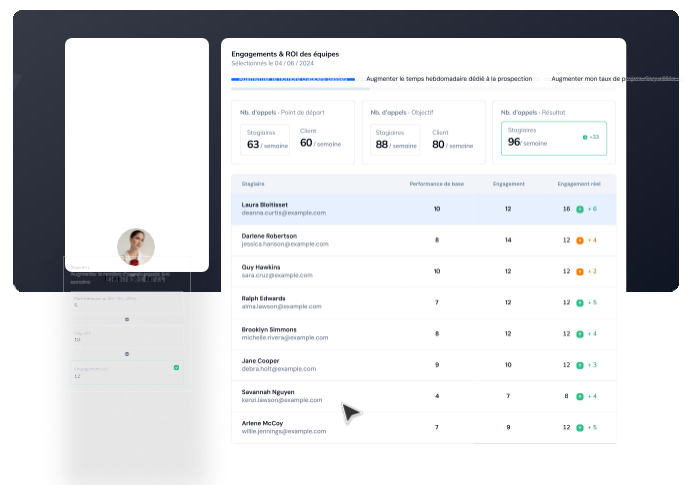 Engagements & ROI des équipes
Sélectionnés le 04 / 06 / 2024
Augmenter le temps hebdomadaire dédié à la prospection
Augmenter mon taux de
Nb. d'appels - Point de départ
Stagiaires
63 / semaine
Client
60 / semaine
Nb. d'appels - Objectif
Stagiaires
88 / semaine
Client
80 / semaine
Nb. d'appels - Résultat
Stagiaires
96 / semaine
+33
Stagiaire Performance de base Engagement Engagement réel
Laura Bloitisset
deanna.curtis@example.com
10 12 16 + 6
Darlene Robertson
jessica.hanson@example.com
8 14 12 + 4
Guy Hawkins
sara.cruz@example.com
10 12 12 + 2
Ralph Edwards
alma.lawson@example.com
7 12 12 + 5
Brooklyn Simmons
michelle.rivera@example.com
8 12 12 + 4
Jane Cooper
debra.holt@example.com
9 10 12 + 3
Savannah Nguyen
kenzi.lawson@example.com
4 7 8 + 4
Arlene McCoy
willie.jennings@example.com
7 9 12 + 5
10
12